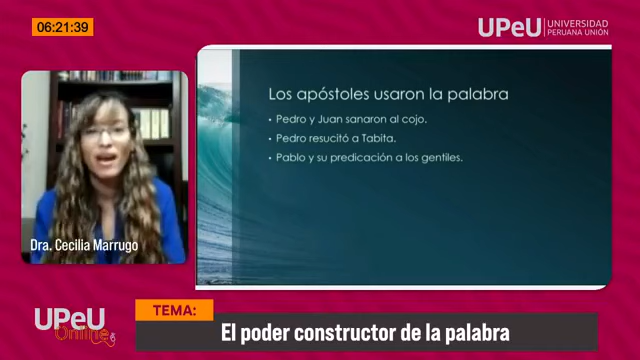 06:21:39
UPeU UNIVERSIDAD
PERUANA UNIÓN
Los apóstoles usaron la palabra
Pedro y Juan sanaron al cojo.
Pedro resucitó a Tabita.
Pablo y su predicación a los gentiles.
Dra. Cecilia Marrugo
UPeU
Online
TEMA:
El poder constructor de la palabra